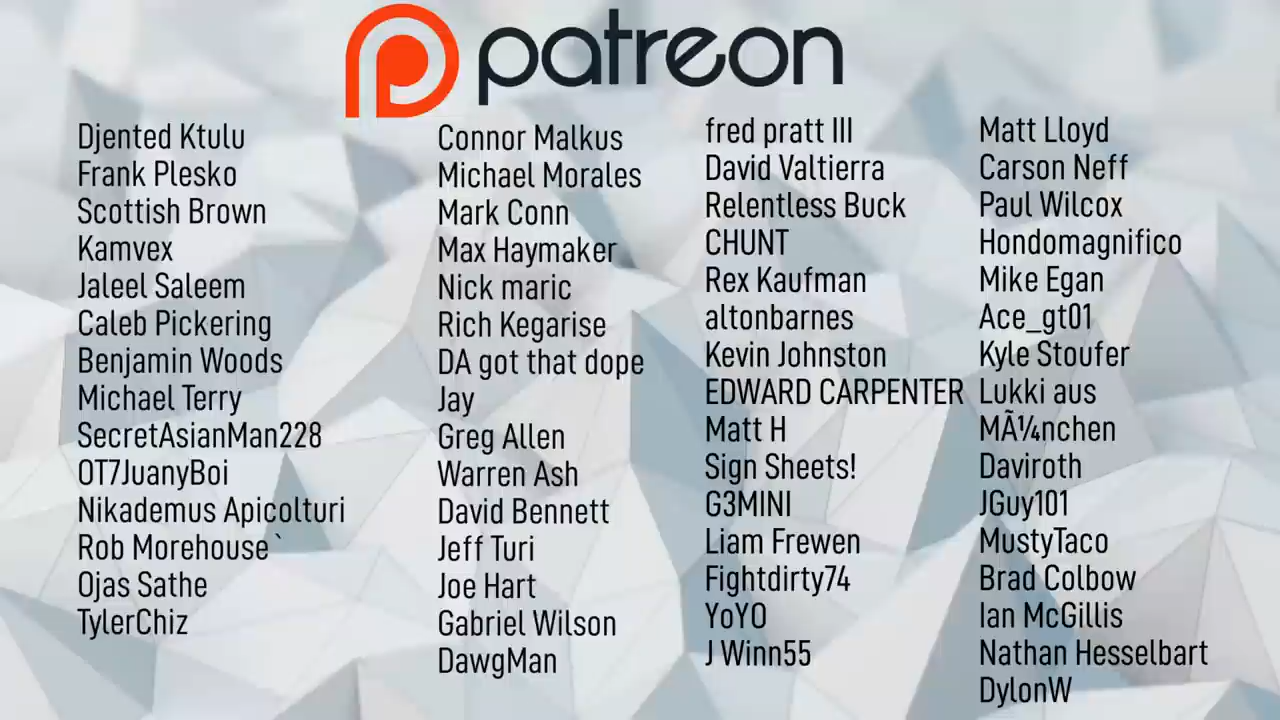 patreon
Djented Ktulu
Frank Plesko
Scottish Brown
Kamvex
Jaleel Saleem
Caleb Pickering
Benjamin Woods
Michael Terry
SecretAsianMan228
OT7JuanyBoi
Nikademus Apicolturi
Rob Morehouse`
Ojas Sathe
TylerChiz
Connor Malkus
Michael Morales
Mark Conn
Max Haymaker
Nick maric
Rich Kegarise
DA got that dope
Jay
Greg Allen
Warren Ash
David Bennett
Jeff Turi
Joe Hart
Gabriel Wilson
DawgMan
fred pratt III
David Valtierra
Relentless Buck
CHUNT
Rex Kaufman
altonbarnes
Kevin Johnston
EDWARD CARPENTER
Matt H
Sign Sheets!
G3MINI
Liam Frewen
Fightdirty74
YoYO
J Winn55
Matt Lloyd
Carson Neff
Paul Wilcox
Hondomagnifico
Mike Egan
Ace_gt01
Kyle Stoufer
Lukki aus
MÃ¼nchen
Daviroth
JGuy101
MustyTaco
Brad Colbow
Ian McGillis
Nathan Hesselbart
DylonW